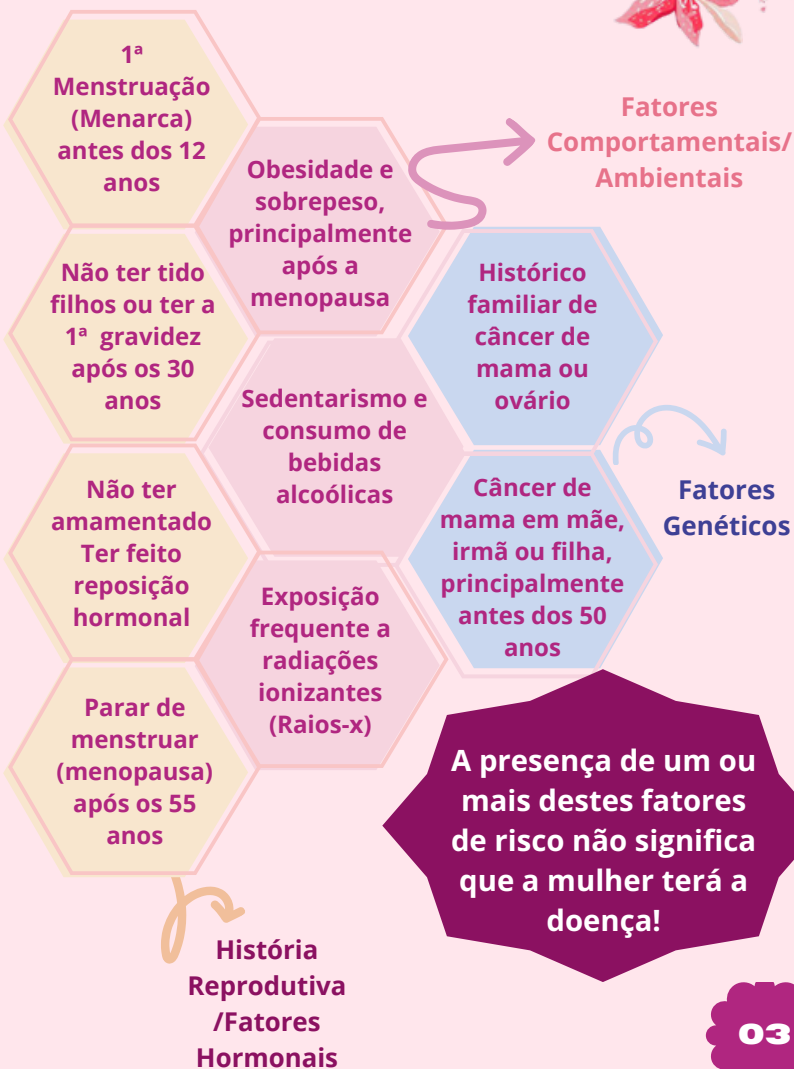 1ª
Menstruação
(Menarca)
antes dos 12
anos
Obesidade e
sobrepeso,
principalmente
após a
menopausa
Fatores
Comportamentais/
Ambientais
Não ter tido
filhos ou ter a
1ª gravidez
após os 30
anos
Histórico
familiar de
câncer de
mama ou
ovário
Sedentarismo e
consumo de
bebidas
alcoólicas
Não ter
amamentado
Ter feito
reposição
hormonal
Câncer de
mama em mãe,
irmã ou filha,
principalmente
antes dos 50
anos
Fatores
Genéticos
Exposição
frequente a
radiações
ionizantes
(Raios-x)
Parar de
menstruar
(menopausa)
após os 55
anos
A presença de um ou
mais destes fatores
de risco não significa
que a mulher terá a
doença!
História
Reprodutiva
/Fatores
Hormonais
03